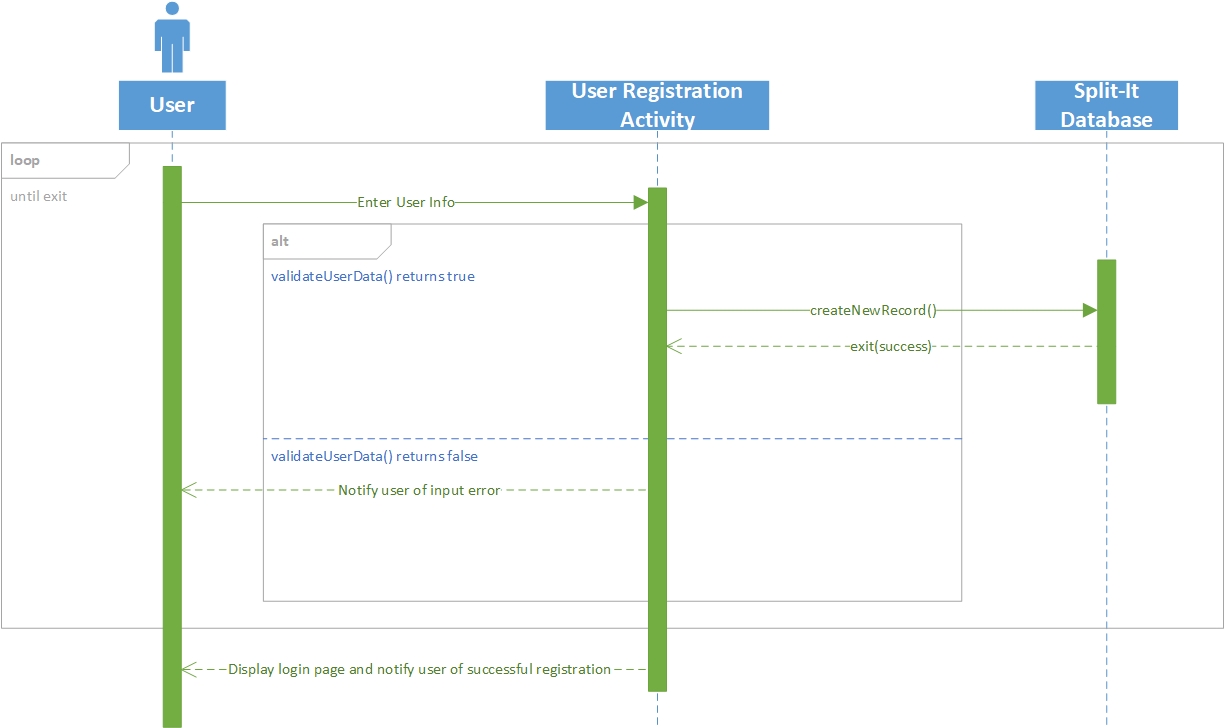 User
User Registration
Activity
Split-It
Database
loop
until exit
Enter User Info
alt
validateUserData() returns true
createNewRecord()
exit(success)
validateUserData() returns false
Notify user of input error
Display login page and notify user of successful registration